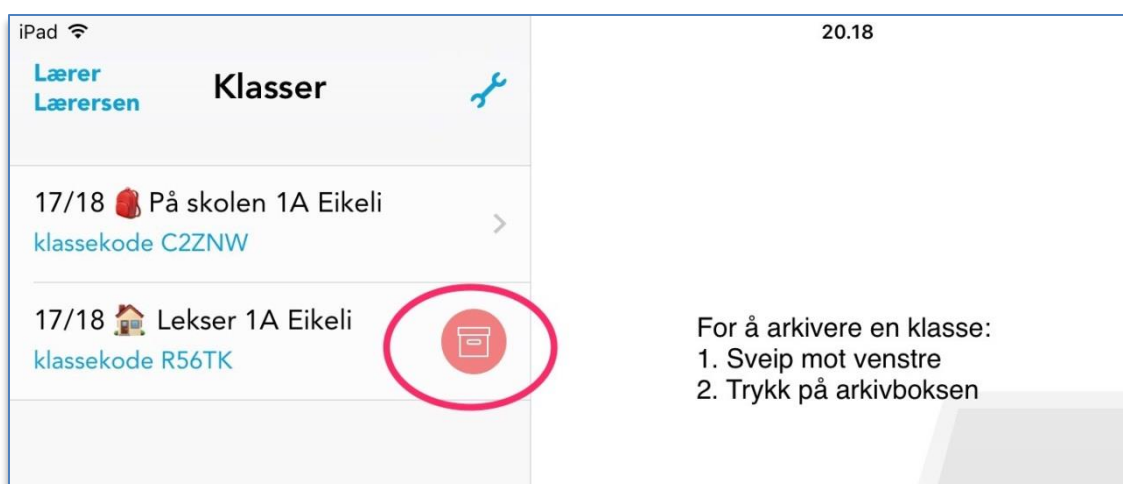 iPad
20.18
Lærer
Lærersen
Klasser
17/18 🎒 På skolen 1A Eikeli
klassekode C2ZNW
17/18 🏠 Lekser 1A Eikeli
klassekode R56TK
For å arkivere en klasse:
1. Sveip mot venstre
2. Trykk på arkivboksen